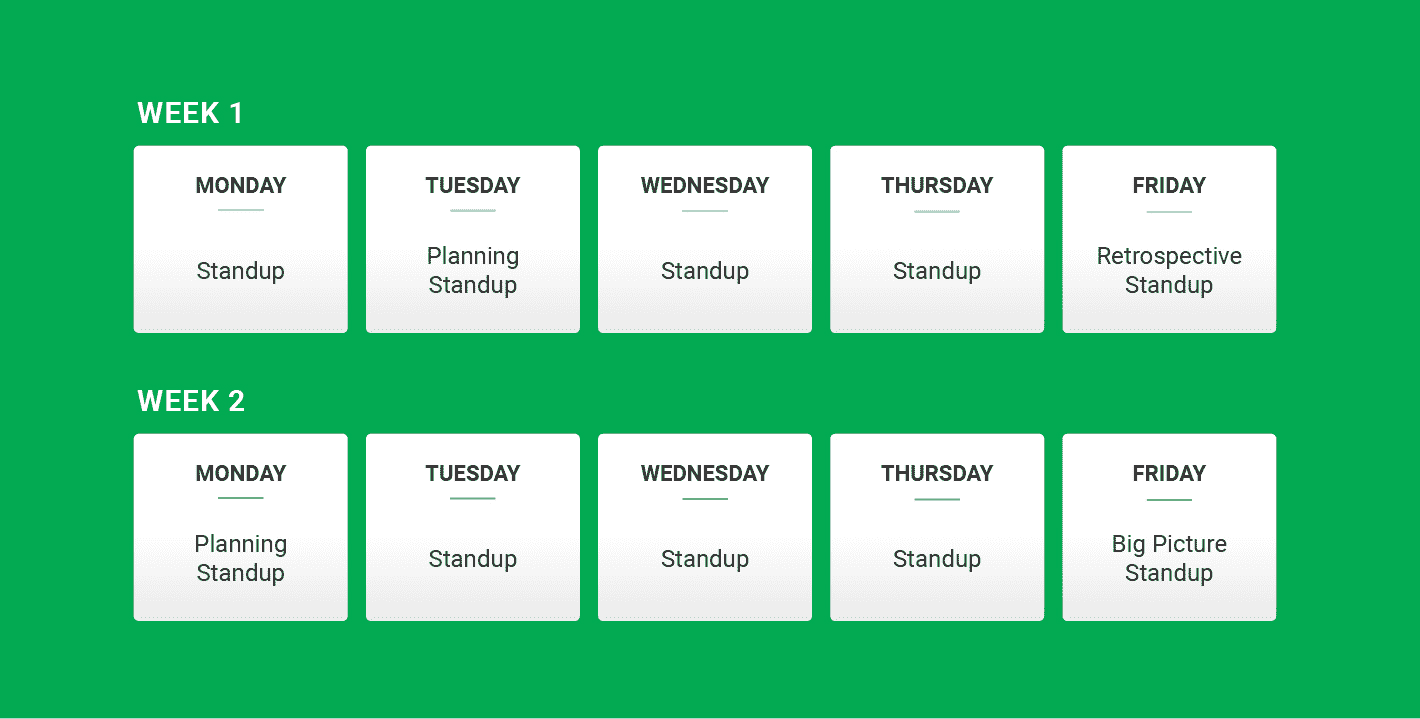 WEEK 1
MONDAY
Standup
TUESDAY
Planning
Standup
WEDNESDAY
Standup
THURSDAY
Standup
FRIDAY
Retrospective
Standup
WEEK 2
MONDAY
Planning
Standup
TUESDAY
Standup
WEDNESDAY
Standup
THURSDAY
Standup
FRIDAY
Big Picture
Standup